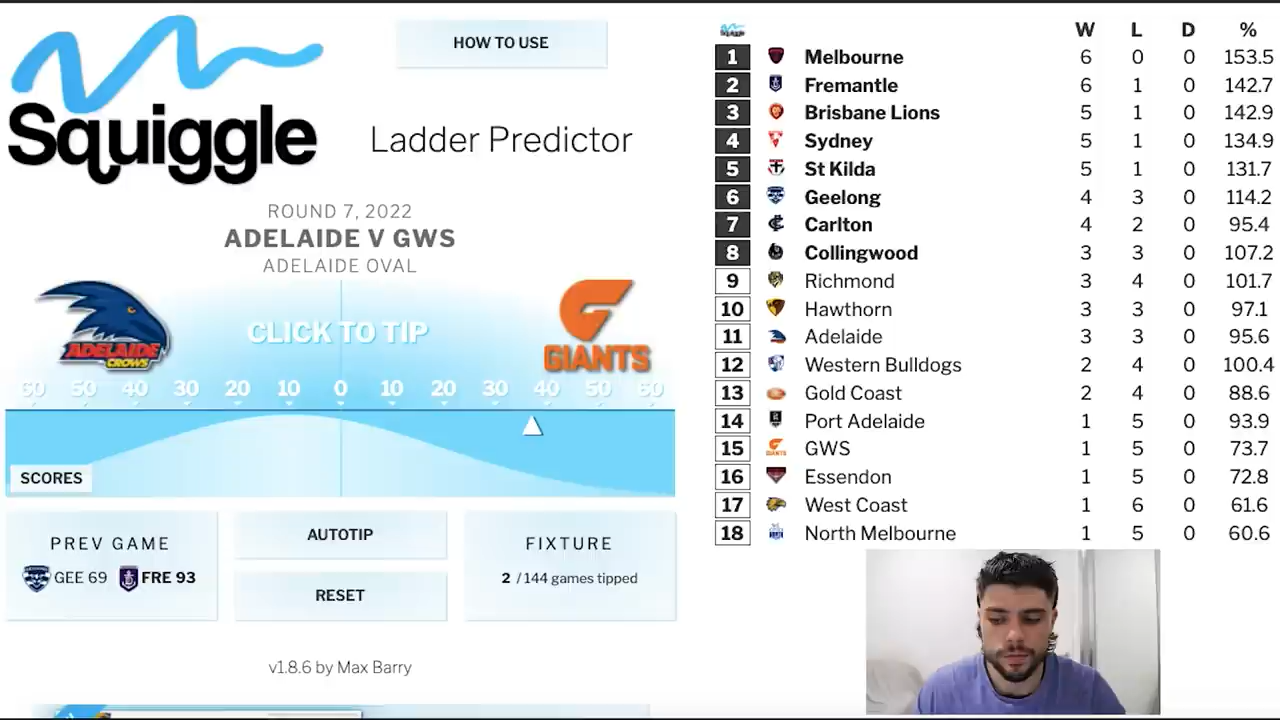 HOW TO USE
Squiggle
Ladder Predictor
ROUND 7, 2022
ADELAIDE V GWS
ADELAIDE OVAL
CLICK TO TIP
ADELAIDE
CROWS
GIANTS
60 50 40 30 20 10 0 10 20 30 40 50 60
SCORES
PREV GAME
GEE 69 FRE 93
AUTOTIP
RESET
FIXTURE
2 / 144 games tipped
v1.8.6 by Max Barry
W L D %
1 Melbourne 6 0 0 153.5
2 Fremantle 6 1 0 142.7
3 Brisbane Lions 5 1 0 142.9
4 Sydney 5 1 0 134.9
5 St Kilda 5 1 0 131.7
6 Geelong 4 3 0 114.2
7 Carlton 4 2 0 95.4
8 Collingwood 3 3 0 107.2
9 Richmond 3 4 0 101.7
10 Hawthorn 3 3 0 97.1
11 Adelaide 3 3 0 95.6
12 Western Bulldogs 2 4 0 100.4
13 Gold Coast 2 4 0 88.6
14 Port Adelaide 1 5 0 93.9
15 GWS 1 5 0 73.7
16 Essendon 1 5 0 72.8
17 West Coast 1 6 0 61.6
18 North Melbourne 1 5 0 60.6